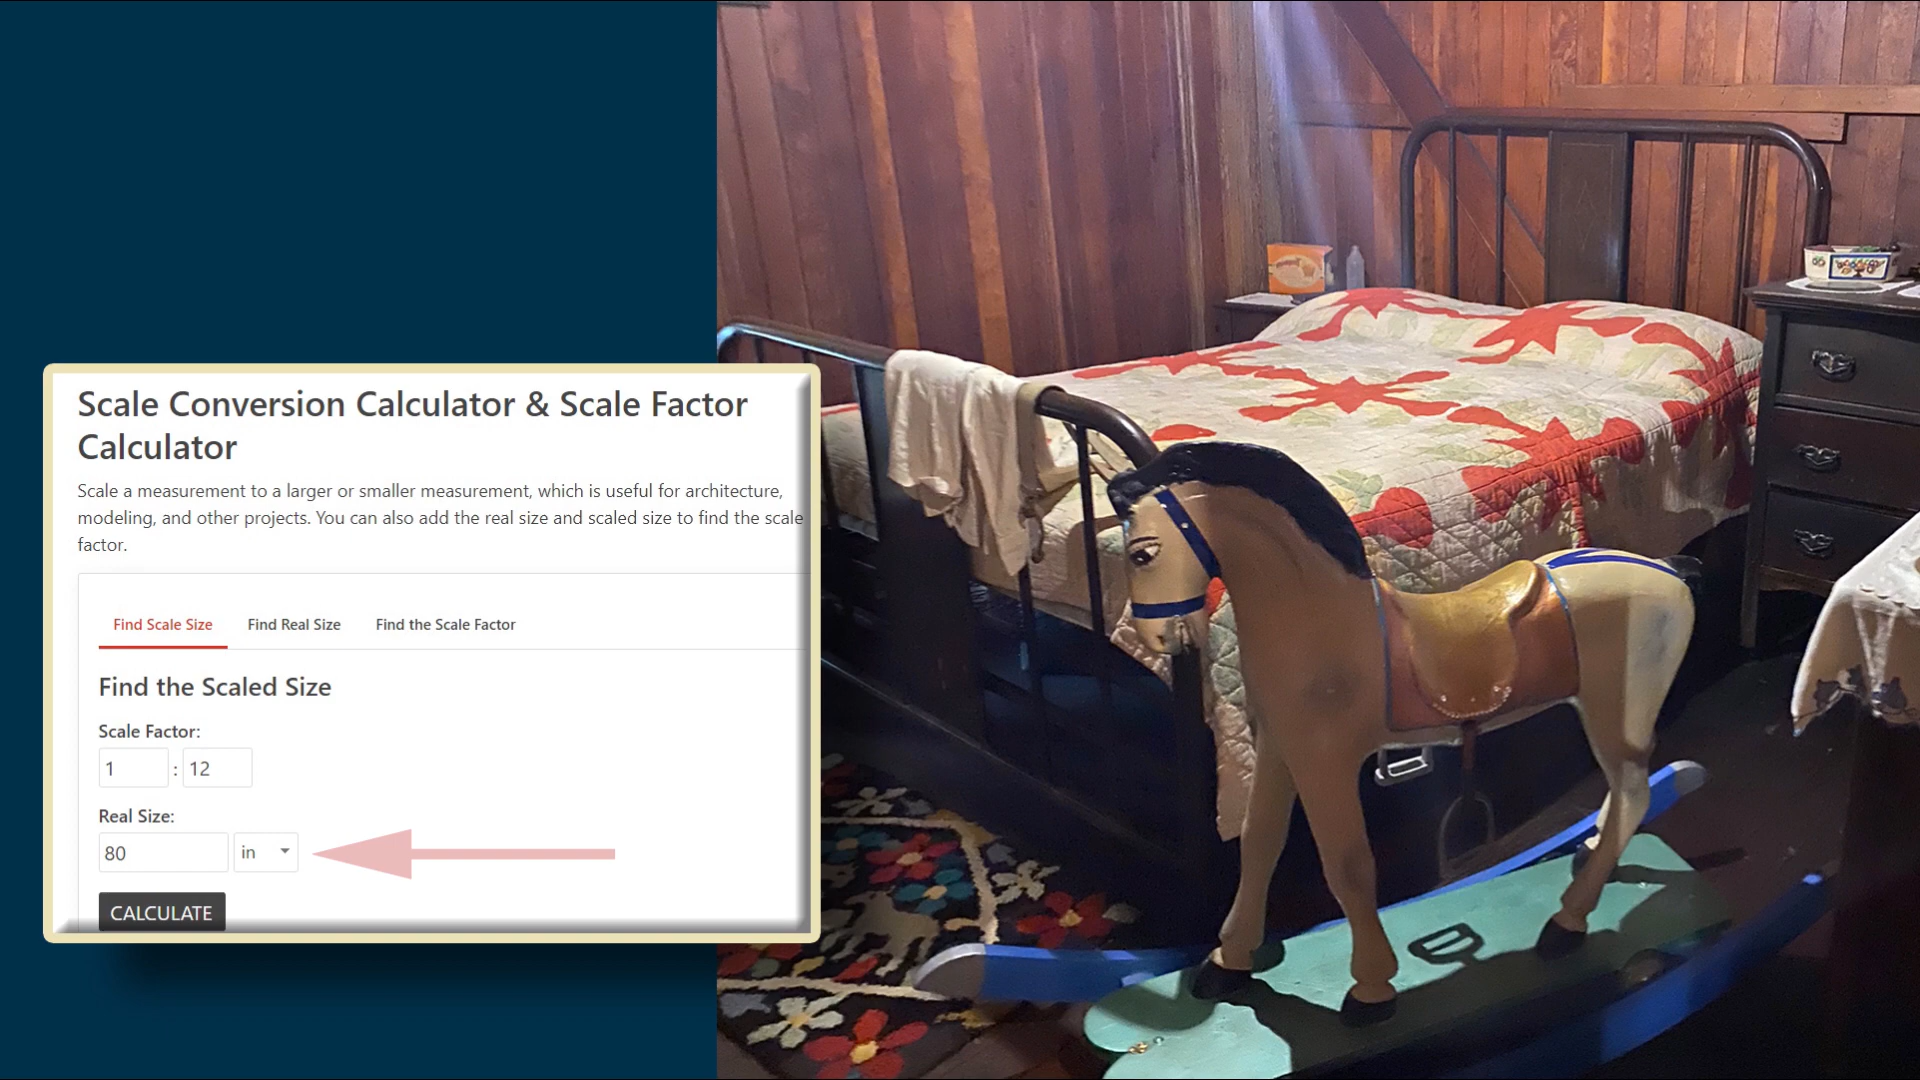 Scale Conversion Calculator & Scale Factor
Calculator
Scale a measurement to a larger or smaller measurement, which is useful for architecture,
modeling, and other projects. You can also add the real size and scaled size to find the scale
factor.
Find Scale Size Find Real Size Find the Scale Factor
Find the Scaled Size
Scale Factor:
1 : 12
Real Size:
80 in
CALCULATE